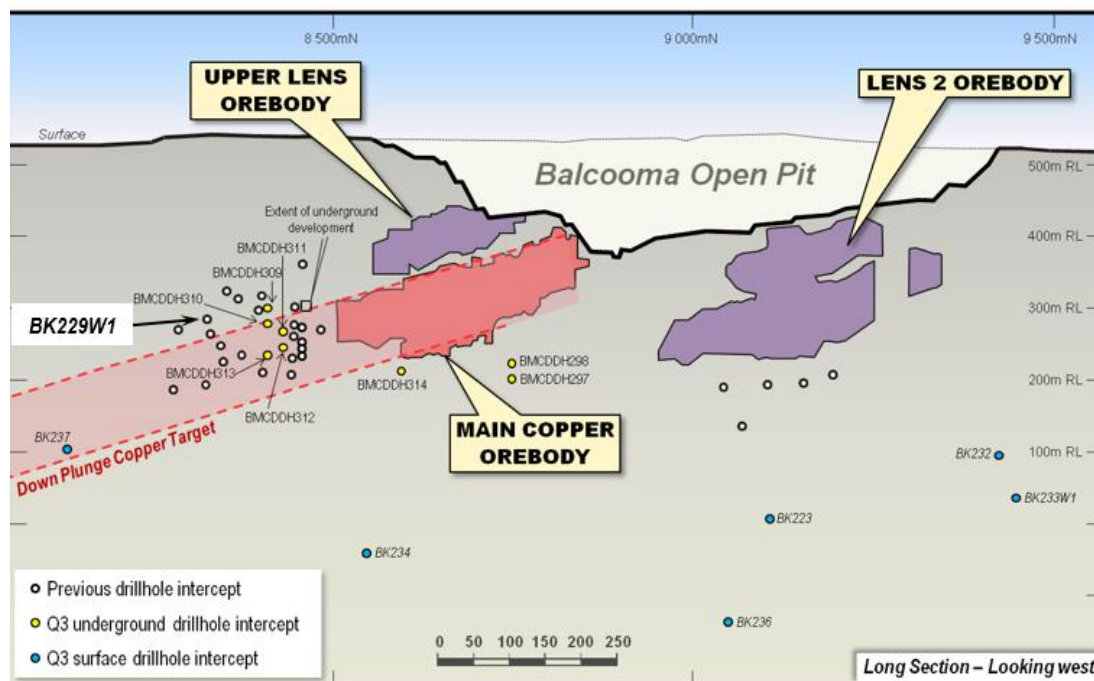 8 500mN
9 000mN
9 500mN
UPPER LENS
OREBODY
LENS 2 OREBODY
Surface
Balcooma Open Pit
500m RL
400m RL
300m RL
200m RL
100m RL
Extent of underground
development
BMCDDH311
BMCDDH309
BMCDDH310
BK229W1
BMCDDH313
BMCDDH312
BMCDDH314
BMCDDH298
BMCDDH297
MAIN COPPER
OREBODY
BK237
Down Plunge Copper Target
BK232
BK233W1
BK223
BK234
BK236
Previous drillhole intercept
Q3 underground drillhole intercept
Q3 surface drillhole intercept
0 50 100 150 200 250
Long Section – Looking west